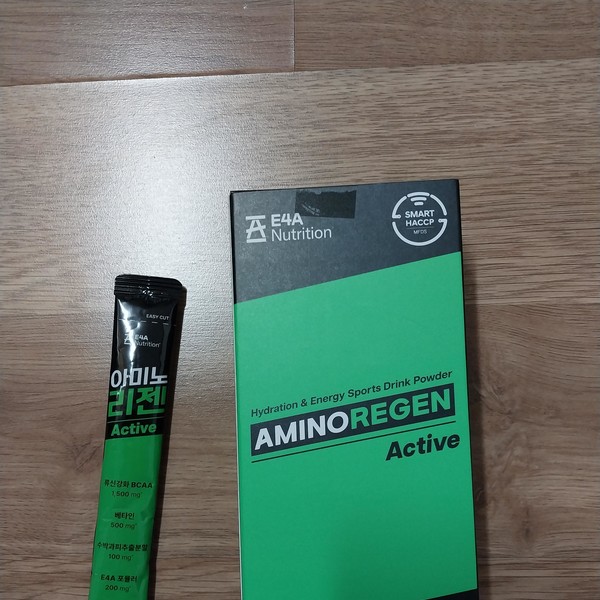 E4A
Nutrition
SMART
HACCP
MFDS
Hydration & Energy Sports Drink Powder
AMINOREGEN
Active
EASY CUT
E4A
Nutrition
아미노
리젠
Active
류신강화 BCAA
1,500 mg
베타인
500 mg
수박과피추출분말
100 mg
E4A 포뮬러
200 mg